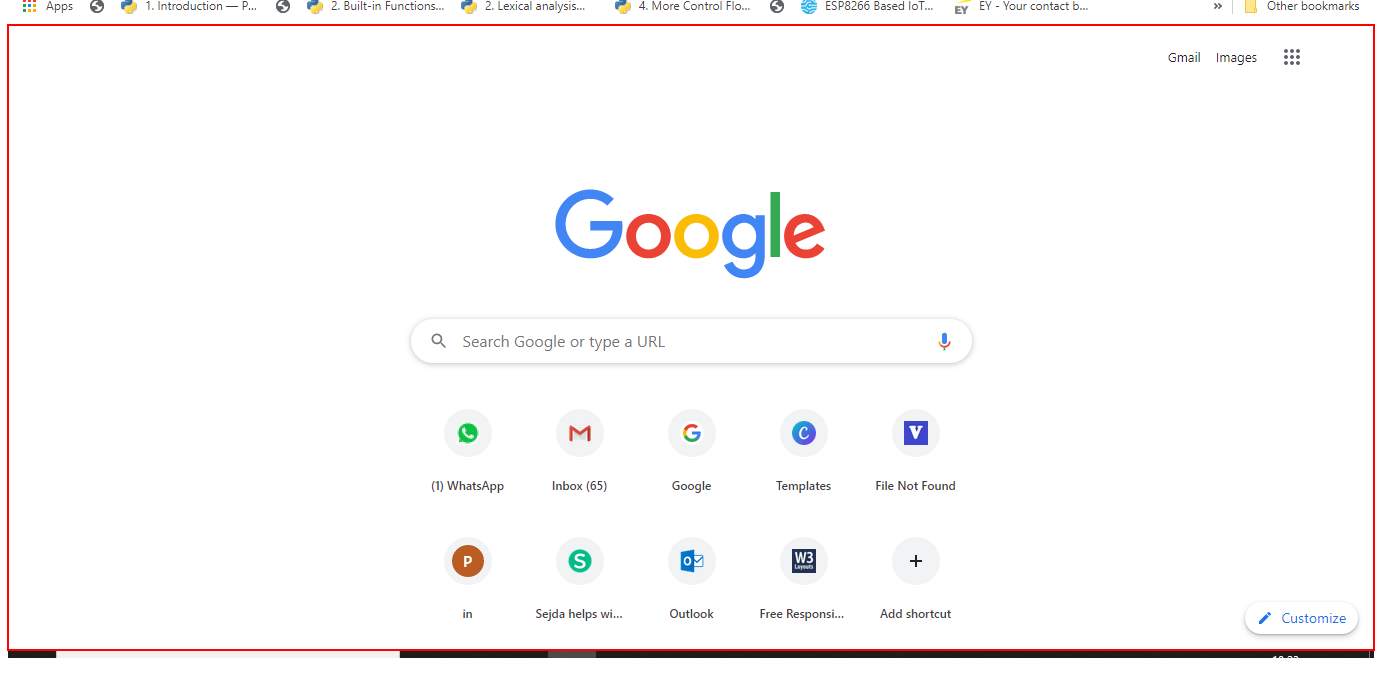 Apps 1. Introduction — P... 2. Built-in Functions... 2. Lexical analysis... 4. More Control Flo... ESP8266 Based IoT... EY EY - Your contact b... » Other bookmarks
Gmail Images
Google
Search Google or type a URL
C V
(1) WhatsApp Inbox (65) Google Templates File Not Found
P S O W3 Layouts
in Sejda helps wi... Outlook Free Responsi... Add shortcut
Customize